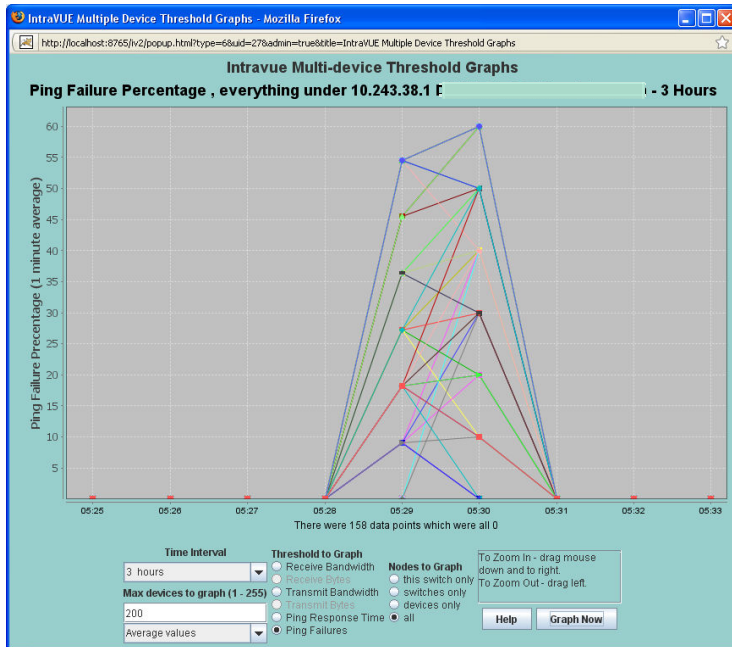 IntraVUE Multiple Device Threshold Graphs - Mozilla Firefox
http://localhost:8765/iv2/popup.html?type=6&uid=27&admin=true&title=IntraVUE Multiple Device Threshold Graphs
Intravue Multi-device Threshold Graphs
Ping Failure Percentage , everything under 10.243.38.1 - 3 Hours
Ping Failure Precentage (1 minute average)
60
55
50
45
40
35
30
25
20
15
10
5
05:25 05:26 05:27 05:28 05:29 05:30 05:31 05:32 05:33
There were 158 data points which were all 0
Time Interval
3 hours
Max devices to graph (1 - 255)
200
Average values
Threshold to Graph
Receive Bandwidth
Receive Bytes
Transmit Bandwidth
Transmit Bytes
Ping Response Time
Ping Failures
Nodes to Graph
this switch only
switches only
devices only
all
To Zoom In - drag mouse
down and to right.
To Zoom Out - drag left.
Help
Graph Now